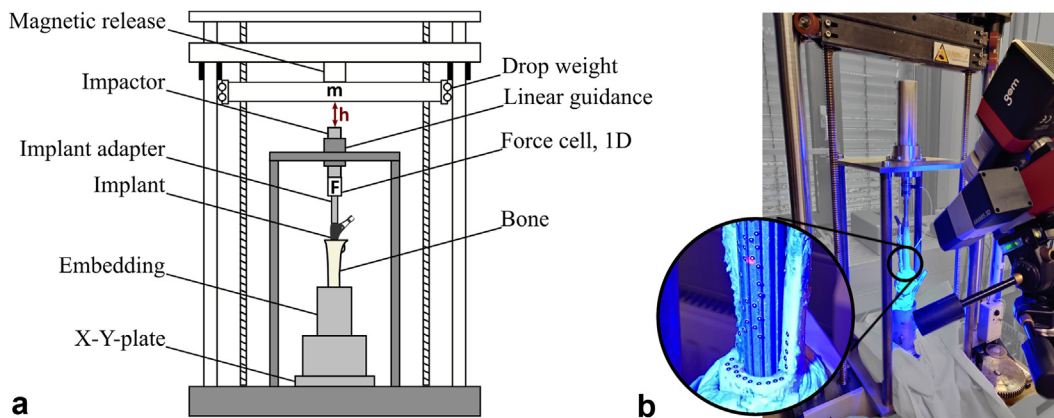 Magnetic release
Impactor
Implant adapter
Implant
Embedding
X-Y-plate
m
h
F
Drop weight
Linear guidance
Force cell, 1D
Bone
a
gom
b